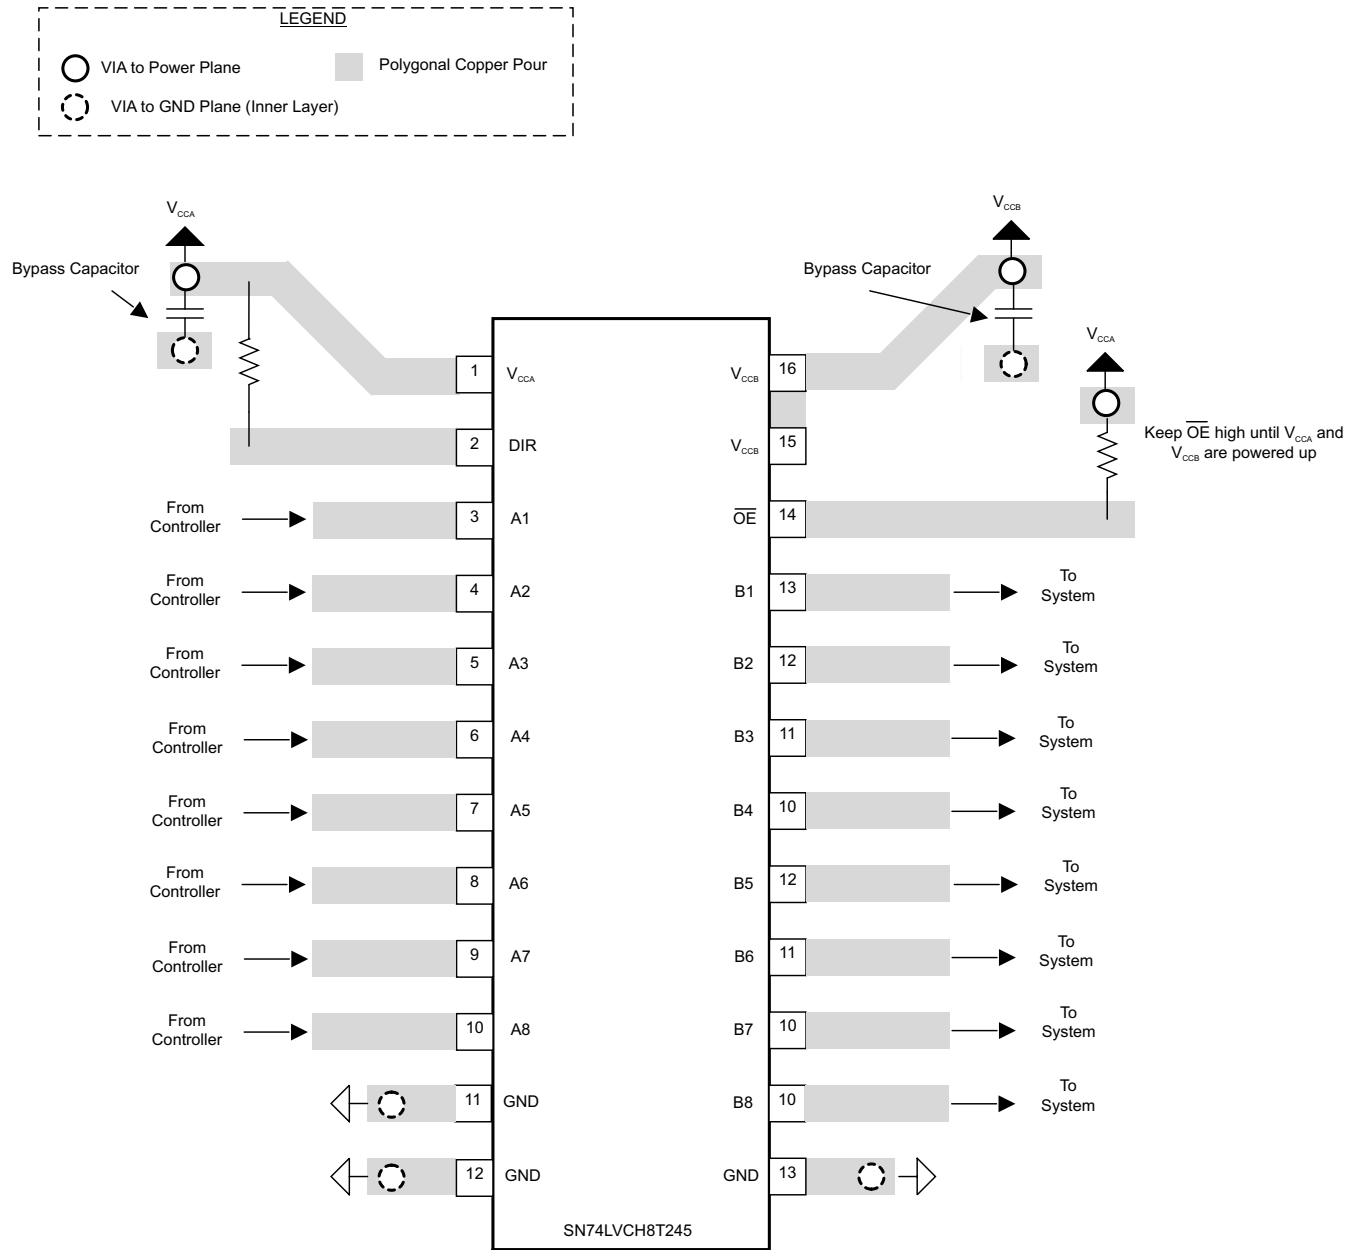 LEGEND
VIA to Power Plane
Polygonal Copper Pour
VIA to GND Plane (Inner Layer)
VCCA
Bypass Capacitor
VCCB
Bypass Capacitor
VCCA
Keep OE high until VCCA and
VCCB are powered up
1 VCCA
VCCB 16
2 DIR
VCCB 15
From
Controller
3 A1
OE 14
From
Controller
4 A2
B1 13
To
System
From
Controller
5 A3
B2 12
To
System
From
Controller
6 A4
B3 11
To
System
From
Controller
7 A5
B4 10
To
System
From
Controller
8 A6
B5 12
To
System
From
Controller
9 A7
B6 11
To
System
From
Controller
10 A8
B7 10
To
System
11 GND
B8 10
To
System
12 GND
GND 13
SN74LVCH8T245